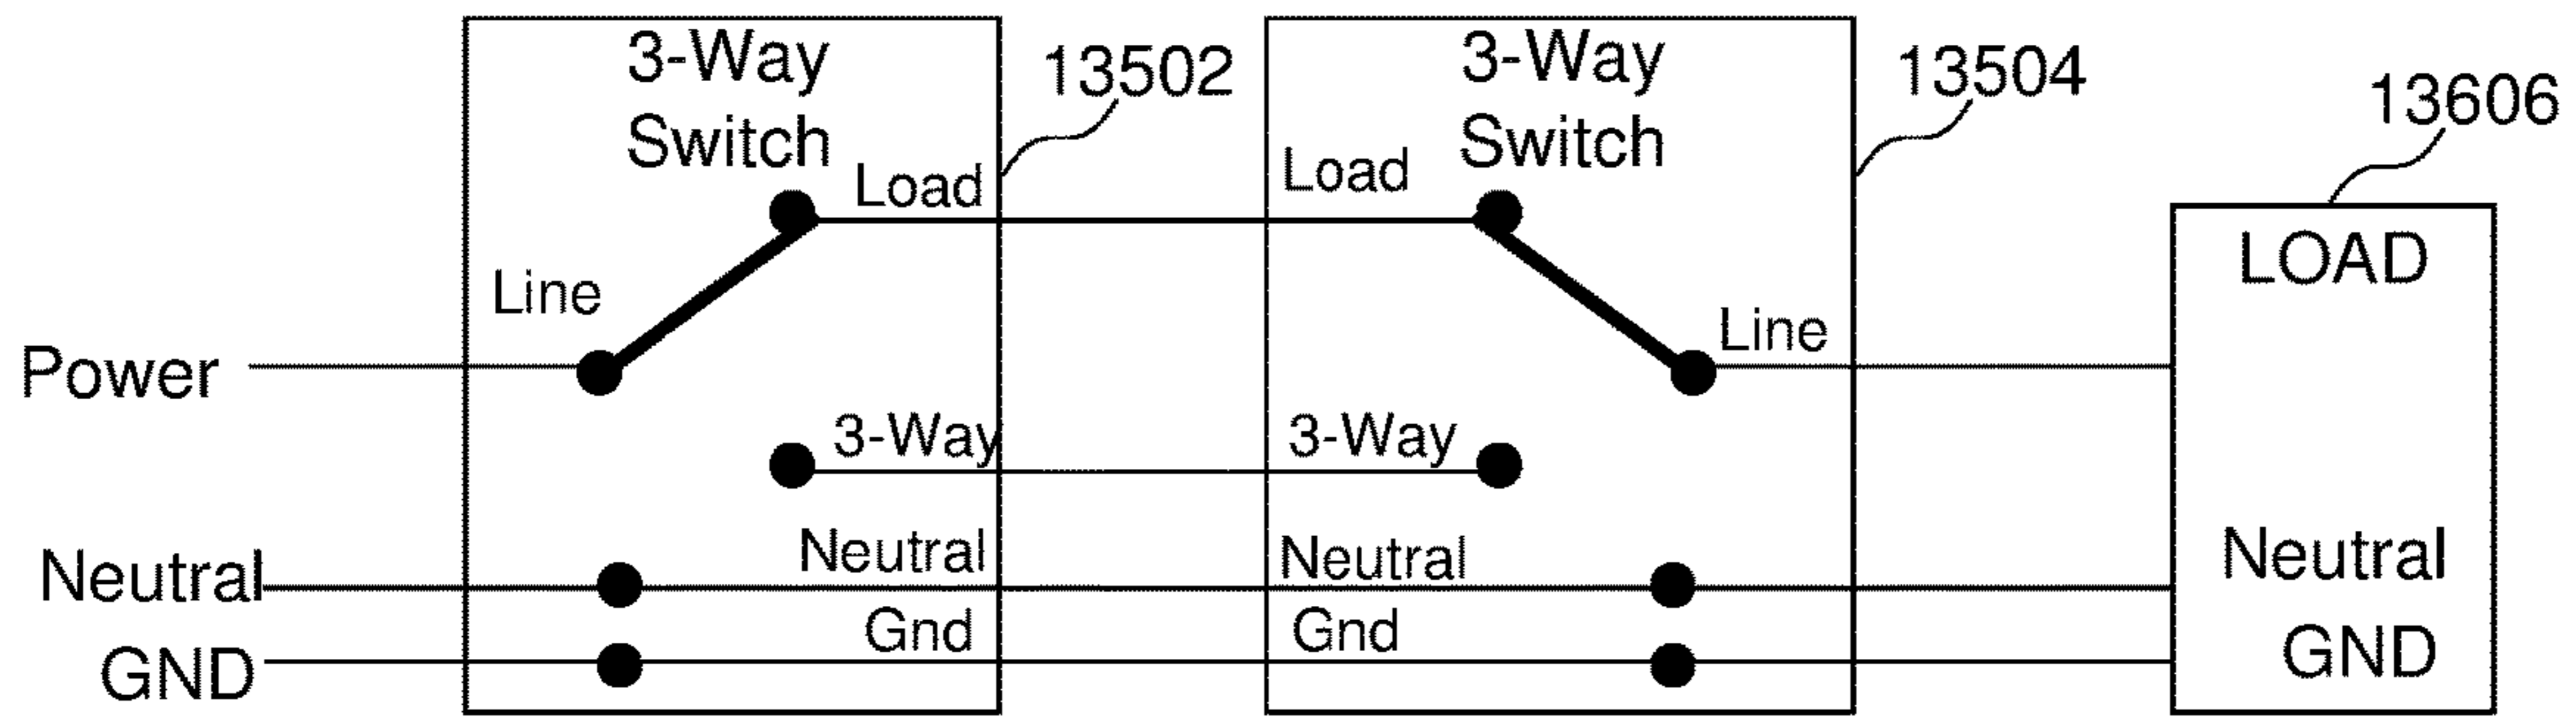 3-Way
Switch
13502
3-Way
Switch
13504
13606
Load
Load
LOAD
Line
Line
Power
3-Way
3-Way
Neutral
Neutral
Neutral
Neutral
Gnd
Gnd
GND
GND